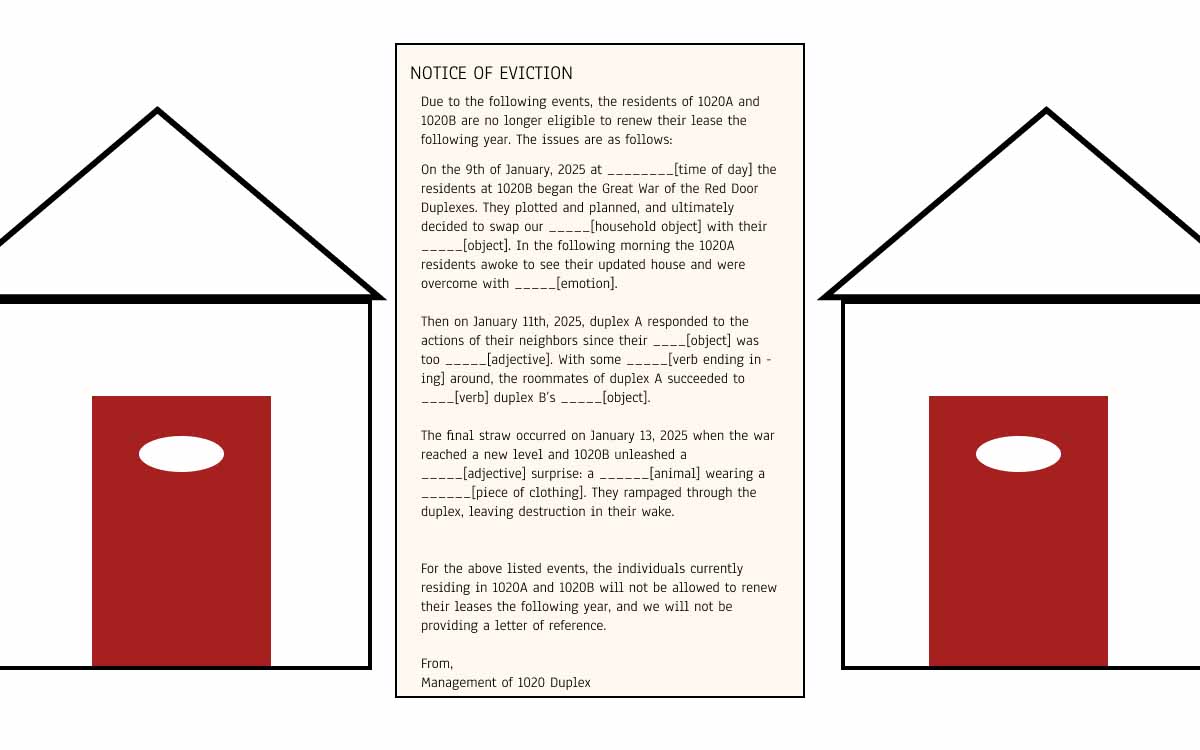 NOTICE OF EVICTION
Due to the following events, the residents of 1020A and
1020B are no longer eligible to renew their lease the
following year. The issues are as follows:
On the 9th of January, 2025 at ________[time of day] the
residents at 1020B began the Great War of the Red Door
Duplexes. They plotted and planned, and ultimately
decided to swap our _____[household object] with their
_____[object]. In the following morning the 1020A
residents awoke to see their updated house and were
overcome with _____[emotion].
Then on January 11th, 2025, duplex A responded to the
actions of their neighbors since their ____[object] was
too _____[adjective]. With some _____[verb ending in -
ing] around, the roommates of duplex A succeeded to
____[verb] duplex B's _____[object].
The final straw occurred on January 13, 2025 when the war
reached a new level and 1020B unleashed a
_____[adjective] surprise: a ______[animal] wearing a
______[piece of clothing]. They rampaged through the
duplex, leaving destruction in their wake.
For the above listed events, the individuals currently
residing in 1020A and 1020B will not be allowed to renew
their leases the following year, and we will not be
providing a letter of reference.
From,
Management of 1020 Duplex